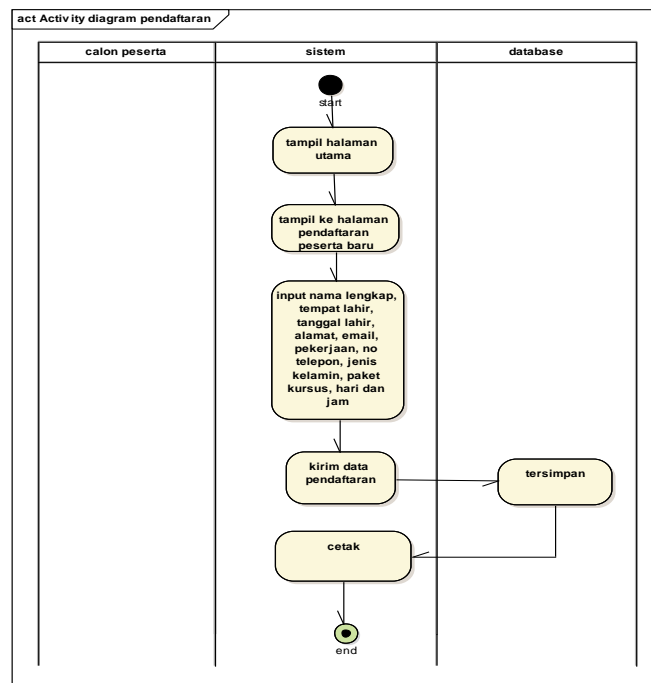 act Activity diagram pendaftaran
calon peserta
sistem
database
start
tampil halaman
utama
tampil ke halaman
pendaftaran
peserta baru
input nama lengkap,
tempat lahir,
tanggal lahir,
alamat, email,
pekerjaan, no
telepon, jenis
kelamin, paket
kursus, hari dan
jam
kirim data
pendaftaran
tersimpan
cetak
end